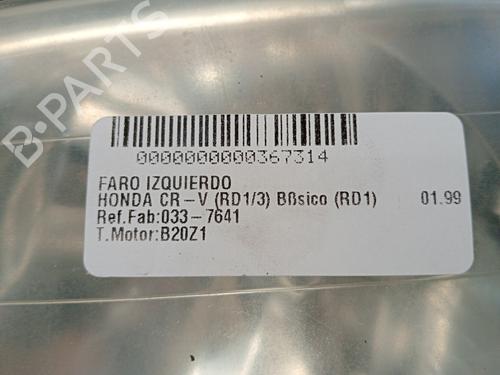 B-PARTS
0000000000367314
FARO IZQUIERDO
HONDA CR-V (RD1/3) Bßsico (RD1) 01.99
Ref.Fab:033-7641
T.Motor:B20Z1